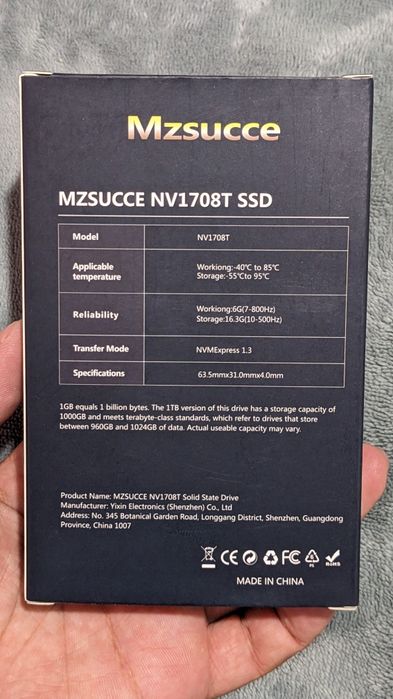 Mzsucce
MZSUCCE NV1708T SSD
Model NV1708T
Applicable temperature Workiong:-40℃ to 85℃
Storage:-55℃to 95℃
Reliability Workiong:6G(7-800Hz)
Storage:16.3G(10-500Hz)
Transfer Mode NVMExpress 1.3
Specifications 63.5mmx31.0mmx4.0mm
1GB equals 1 billion bytes. The 1TB version of this drive has a storage capacity of
1000GB and meets terabyte-class standards, which refer to drives that store
between 960GB and 1024GB of data. Actual useable capacity may vary.
Product Name: MZSUCCE NV1708T Solid State Drive
Manufacturer: Yixin Electronics (Shenzhen) Co., Ltd
Address: No. 345 Botanical Garden Road, Longgang District, Shenzhen, Guangdong
Province, China 1007
CE FC PS RoHS
MADE IN CHINA